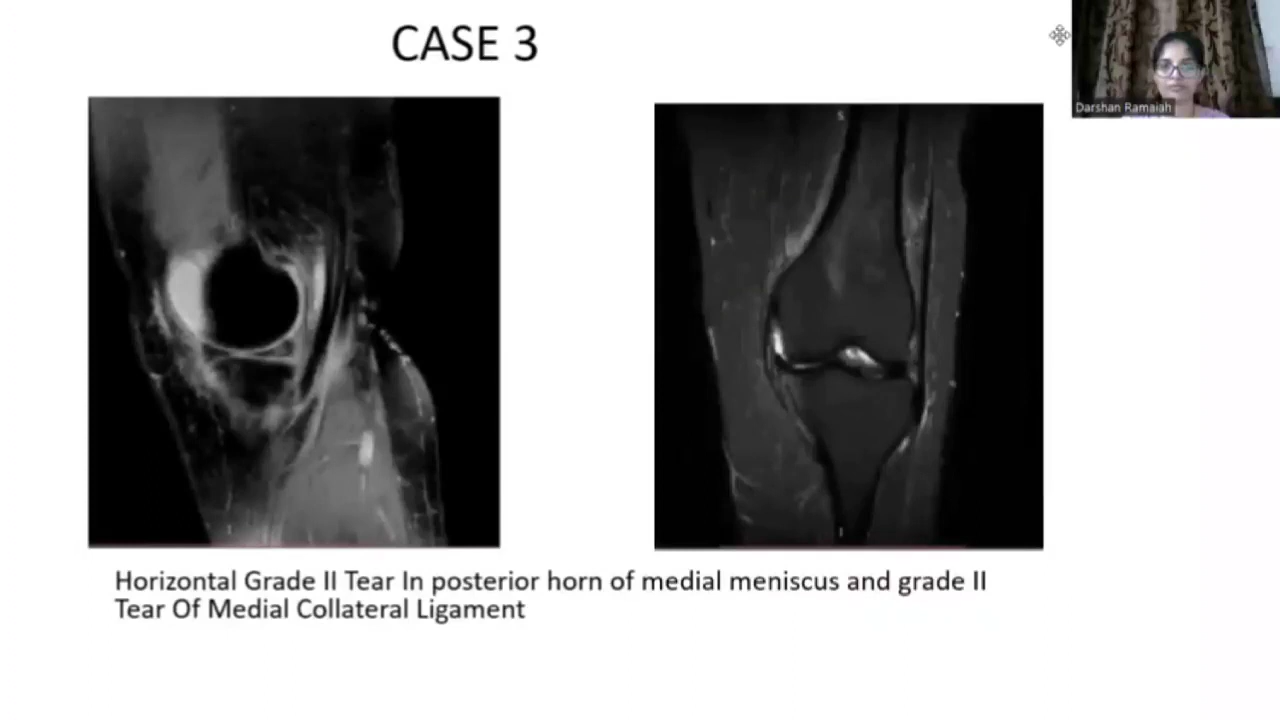 CASE 3
Darshan Ramaiah
S
I
Horizontal Grade II Tear In posterior horn of medial meniscus and grade II
Tear Of Medial Collateral Ligament